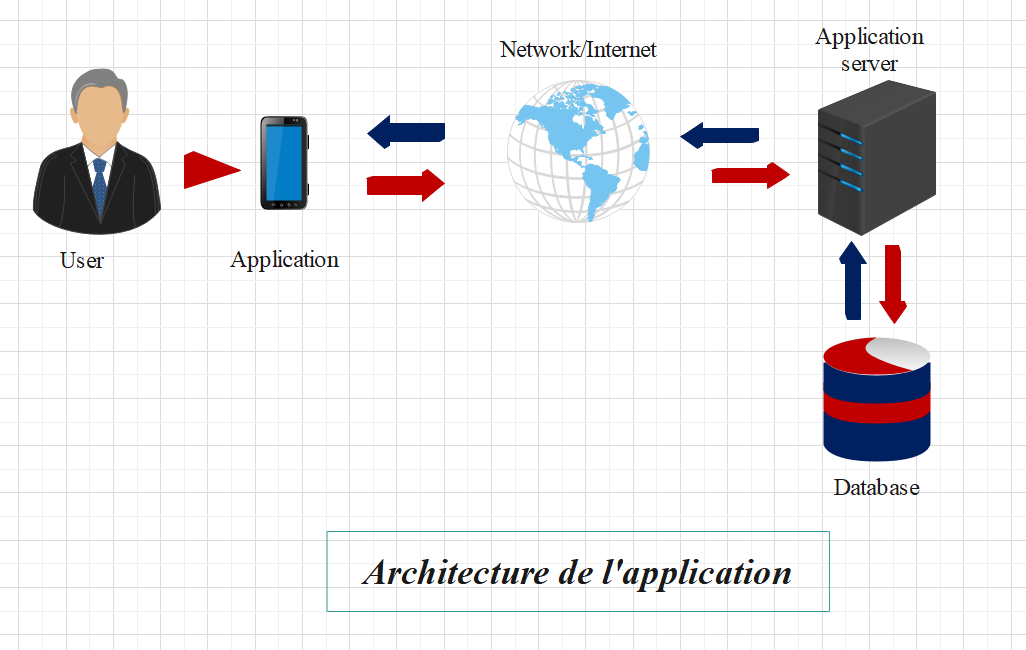 Network/Internet
Application
server
User
Application
Database
Architecture de l'application